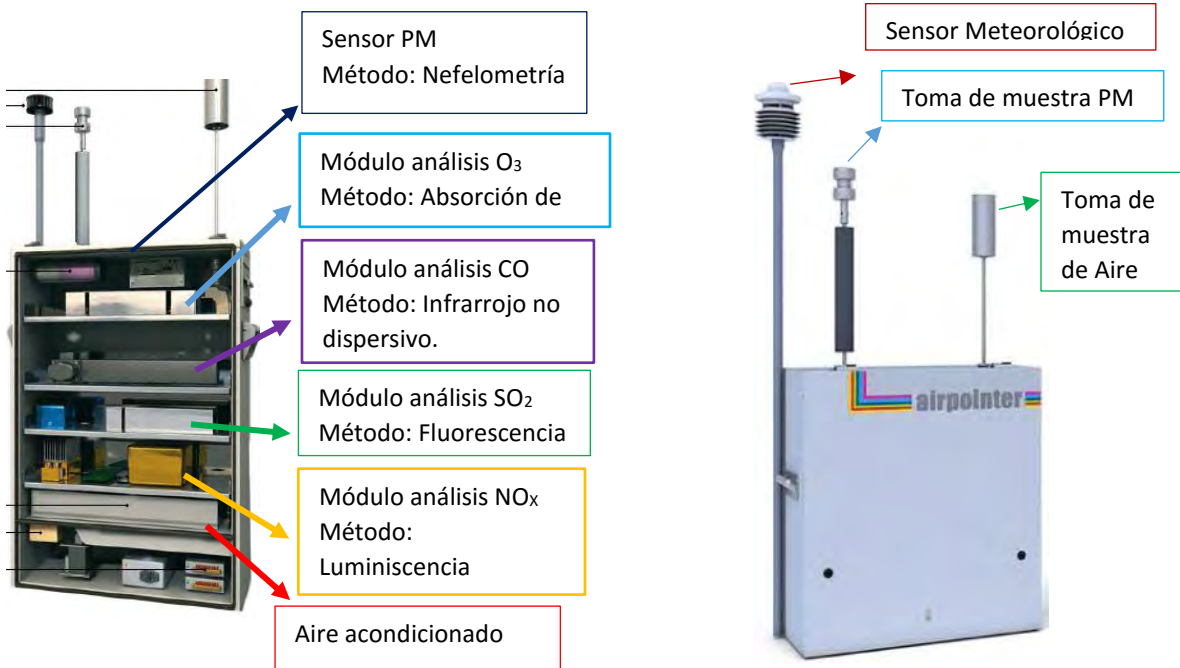 Sensor PM
Método: Nefelometría
Módulo análisis O3
Método: Absorción de
Módulo análisis CO
Método: Infrarrojo no
dispersivo.
Módulo análisis SO2
Método: Fluorescencia
Módulo análisis NOX
Método:
Luminiscencia
Aire acondicionado
Sensor Meteorológico
Toma de muestra PM
Toma de
muestra
de Aire
airpointer